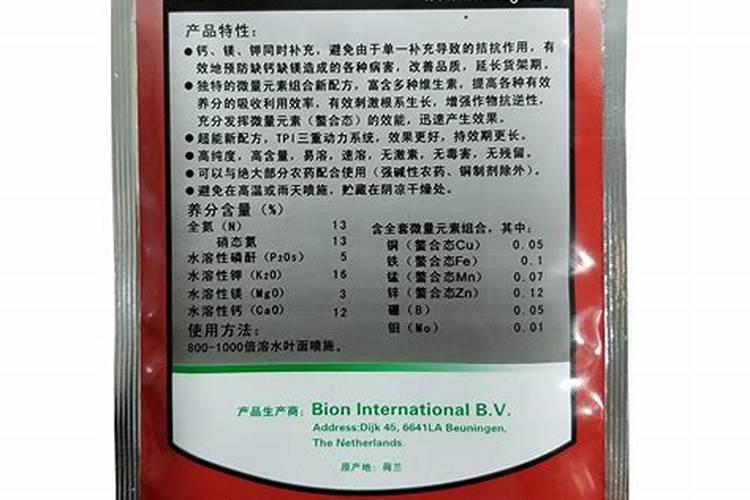 产品特性：
●钙、镁、钾同时补充，避免由于单一补充导致的拮抗作用，有
效地预防缺钙缺镁造成的各种病害，改善品质，延长货架期。
●独特的微量元素组合新配方，富含多种维生素，提高各种有效
养分的吸收利用效率，有效刺激根系生长，增强作物抗逆性，
充分发挥微量元素（螯合态）的效能，迅速产生效果。
●超能新配方，TPI三重动力系统，效果更好，持效期更长。
●高纯度，高含量，易溶，速溶，无激素，无毒害，无残留。
●可以与绝大部分农药配合使用（强碱性农药、铜制剂除外）。
●避免在高温或雨天喷施，贮藏在阴凉干燥处。
养分含量（%）
全氮（N） 13
硝态氮 13
水溶性磷酐（P₂O₅） 5
水溶性钾（K₂O） 16
水溶性镁（MgO） 3
水溶性钙（CaO） 12
含全套微量元素组合，其中：
铜（螯合态Cu） 0.05
铁（螯合态Fe） 0.1
锰（螯合态Mn） 0.07
锌（螯合态Zn） 0.12
硼（B） 0.05
钼（Mo） 0.01
使用方法：
800-1000倍溶水叶面喷施。
产品生产商：Bion International B.V.
Address:Dijk 45, 6641LA Beuningen,
The Netherlands.
原产地：荷兰